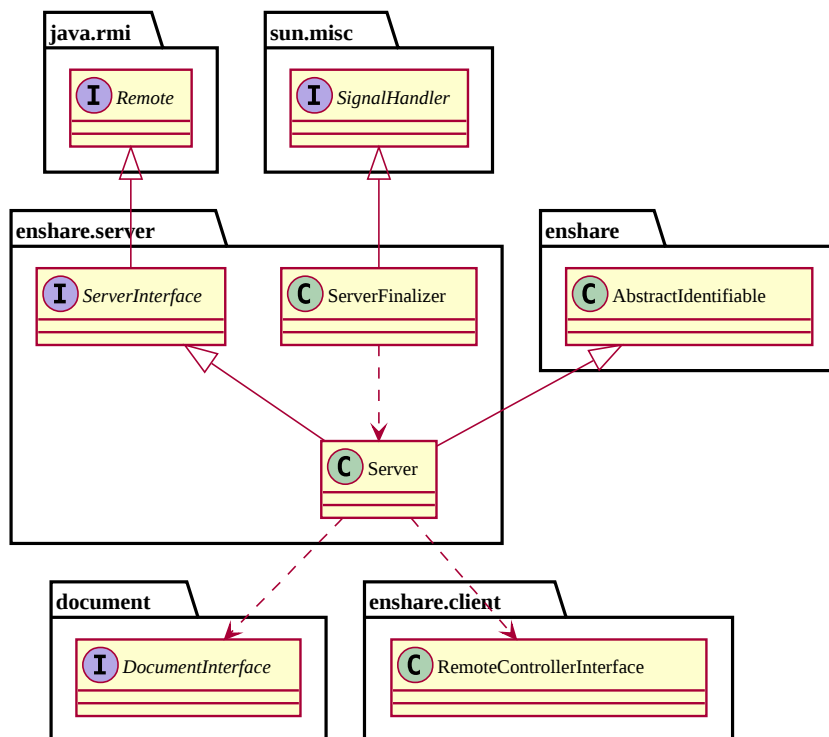 java.rmi
sun.misc
I Remote
I SignalHandler
enshare.server
enshare
I ServerInterface
C ServerFinalizer
C AbstractIdentifiable
C Server
document
enshare.client
I DocumentInterface
C RemoteControllerInterface